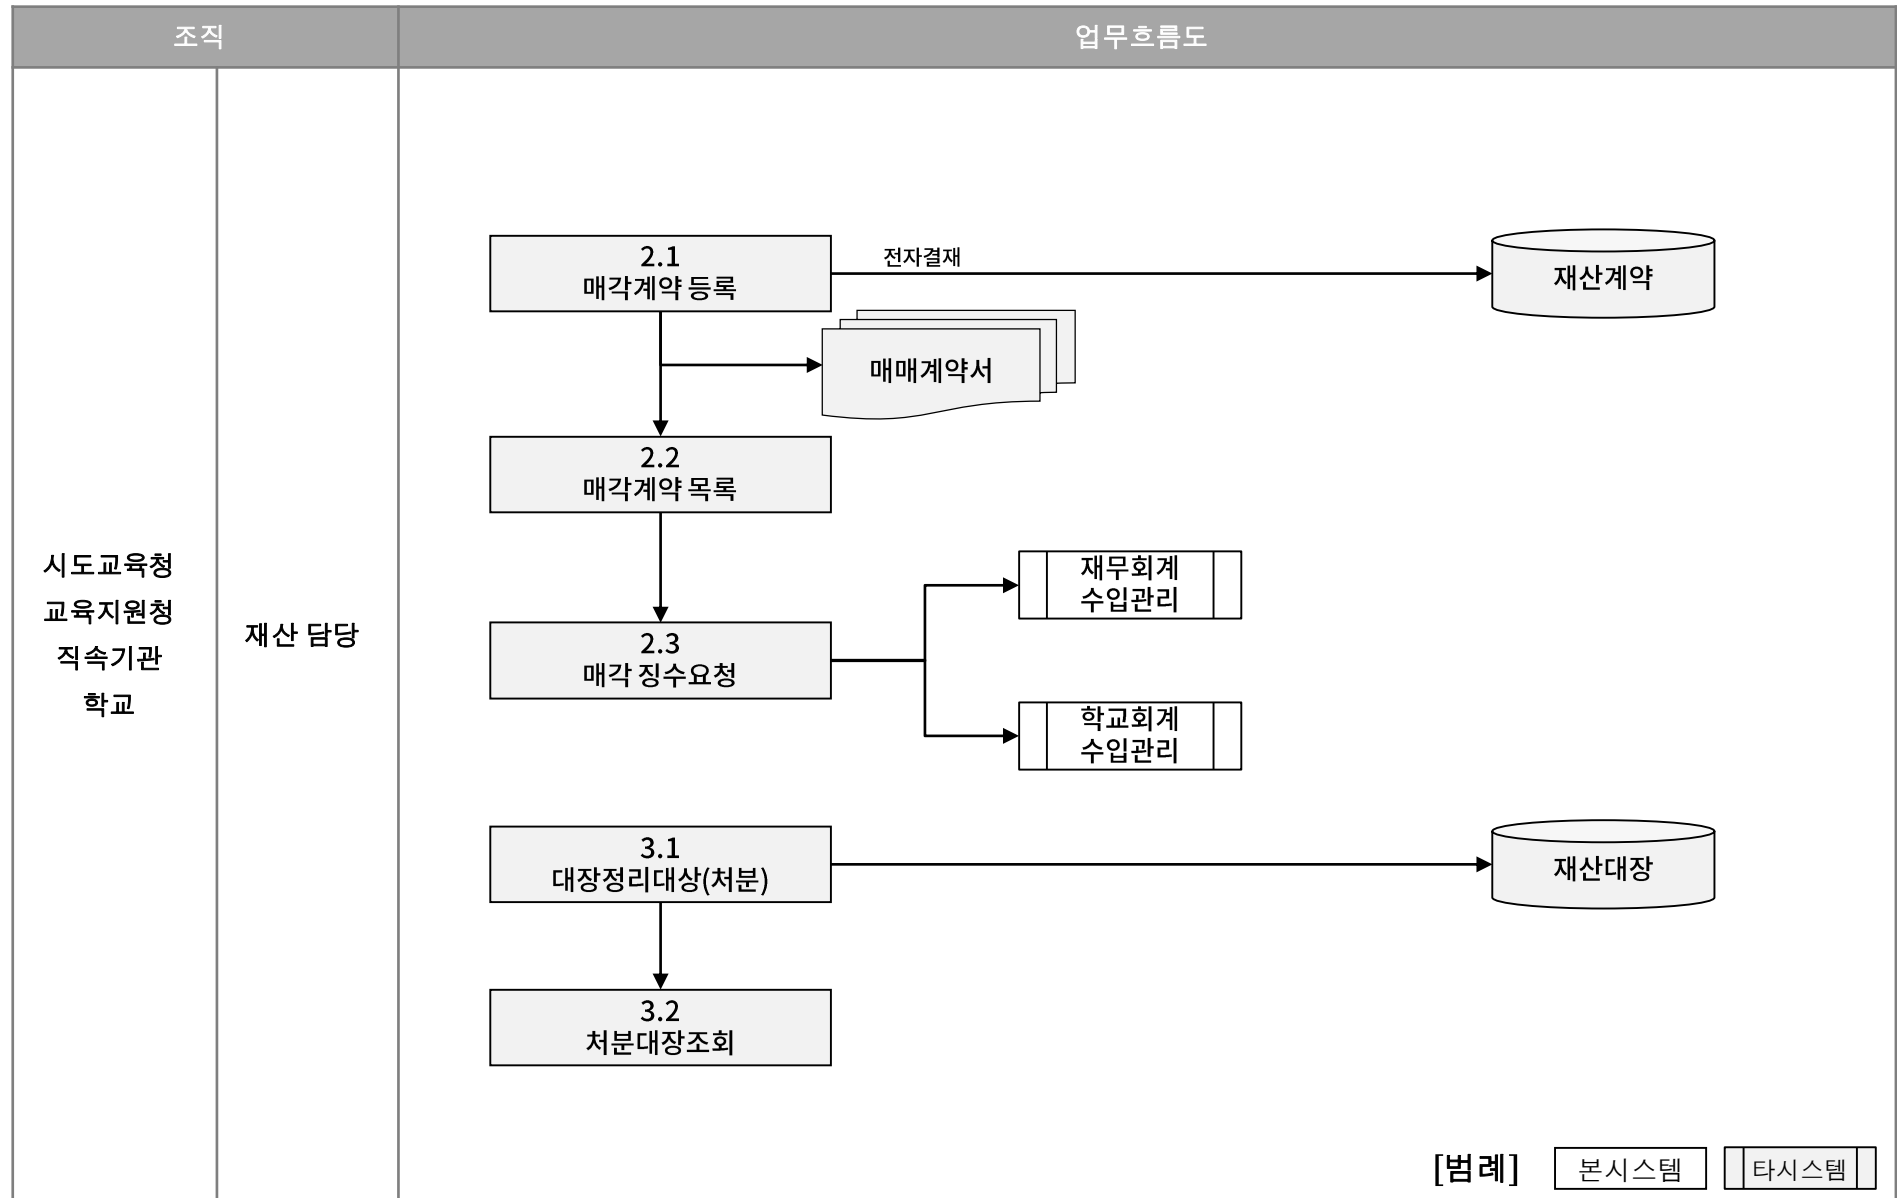 조직
업무흐름도
시도교육청
교육지원청
직속기관
학교
재산 담당
2.1
매각계약 등록
전자결재
재산계약
매매계약서
2.2
매각계약 목록
2.3
매각 징수요청
재무회계
수입관리
학교회계
수입관리
3.1
대장정리대상(처분)
재산대장
3.2
처분대장조회
[범례]
본시스템
타시스템